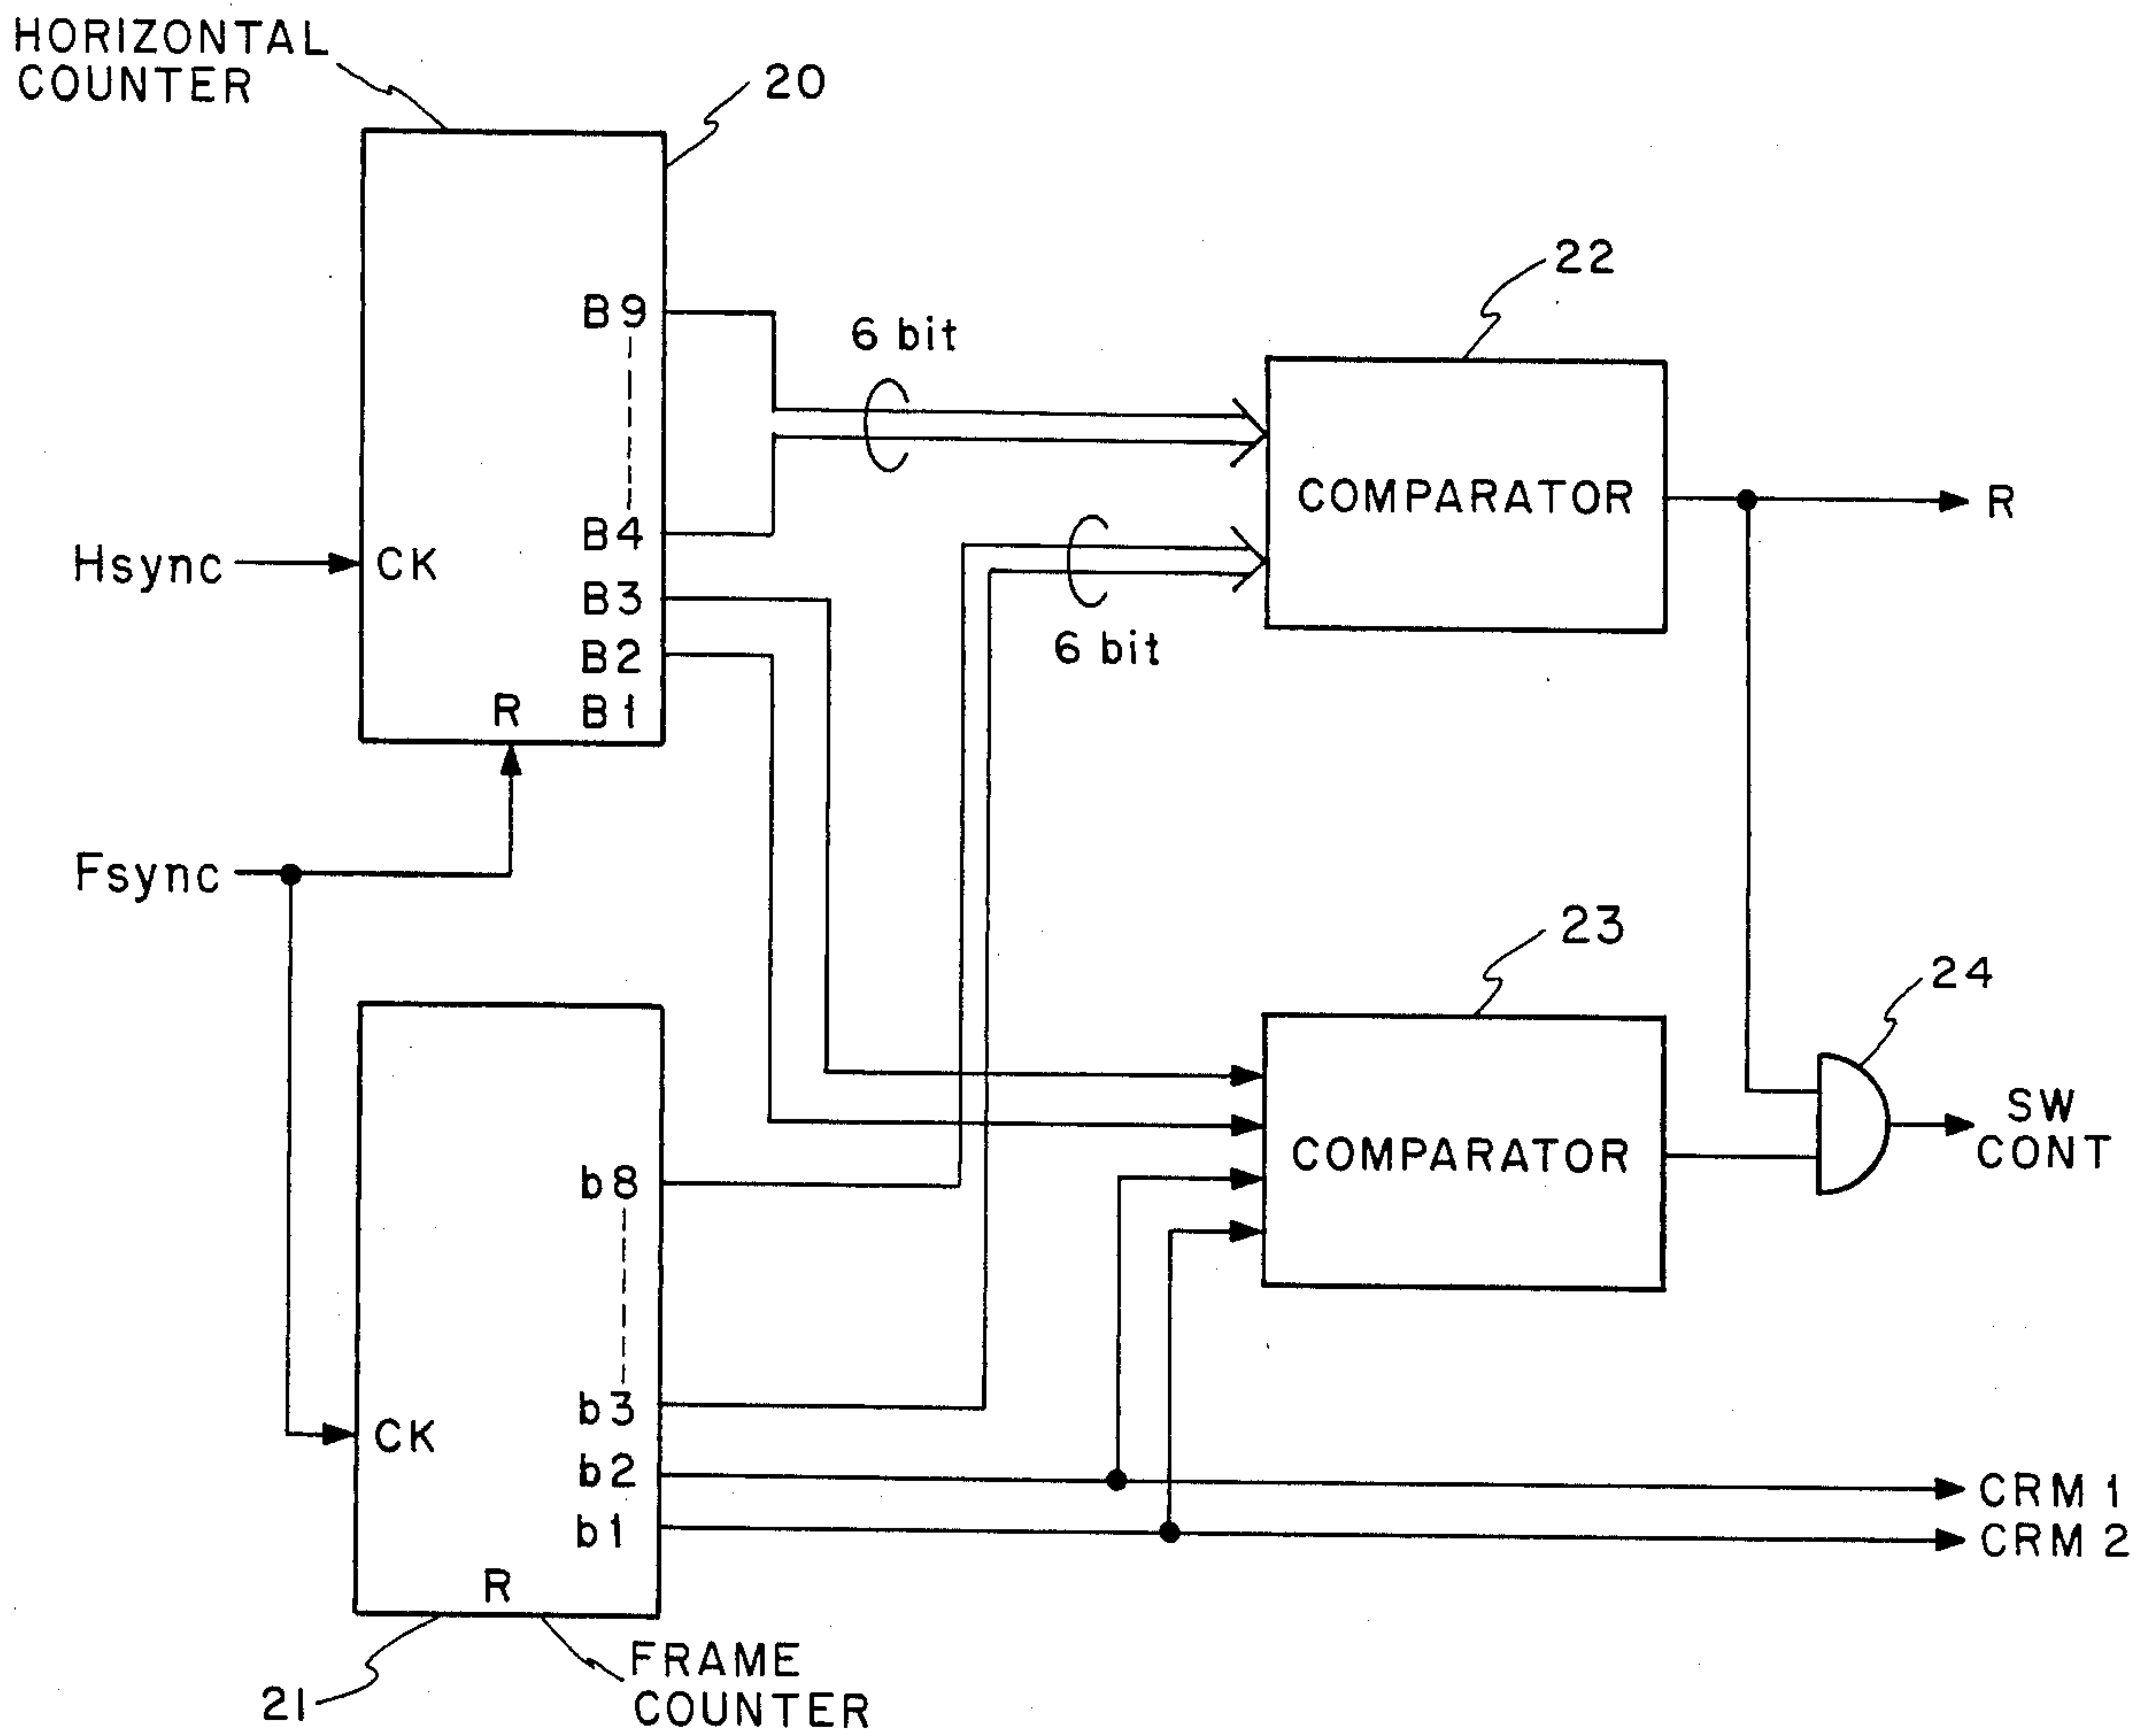 HORIZONTAL
COUNTER
20
B9
B4
B3
B2
B1
Hsync
CK
R
Fsync
6 bit
6 bit
22
COMPARATOR
R
23
COMPARATOR
24
SW
CONT
b8
b3
b2
b1
CK
R
CRM 1
CRM 2
21
FRAME
COUNTER